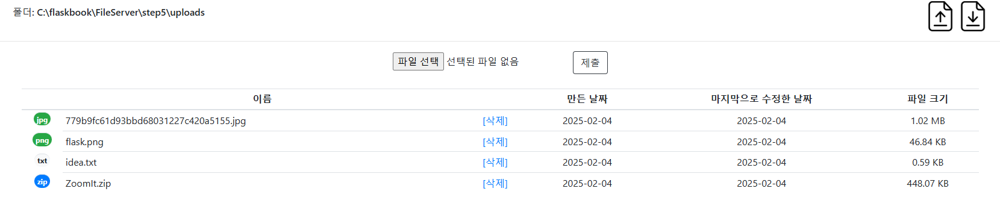 폴더: C:\flaskbook\FileServer\step5\uploads
파일 선택 선택된 파일 없음 제출
이름 만든 날짜 마지막으로 수정한 날짜 파일 크기
jpg 779b9fc61d93bbd68031227c420a5155.jpg [삭제] 2025-02-04 2025-02-04 1.02 MB
png flask.png [삭제] 2025-02-04 2025-02-04 46.84 KB
txt idea.txt [삭제] 2025-02-04 2025-02-04 0.59 KB
zip ZoomIt.zip [삭제] 2025-02-04 2025-02-04 448.07 KB